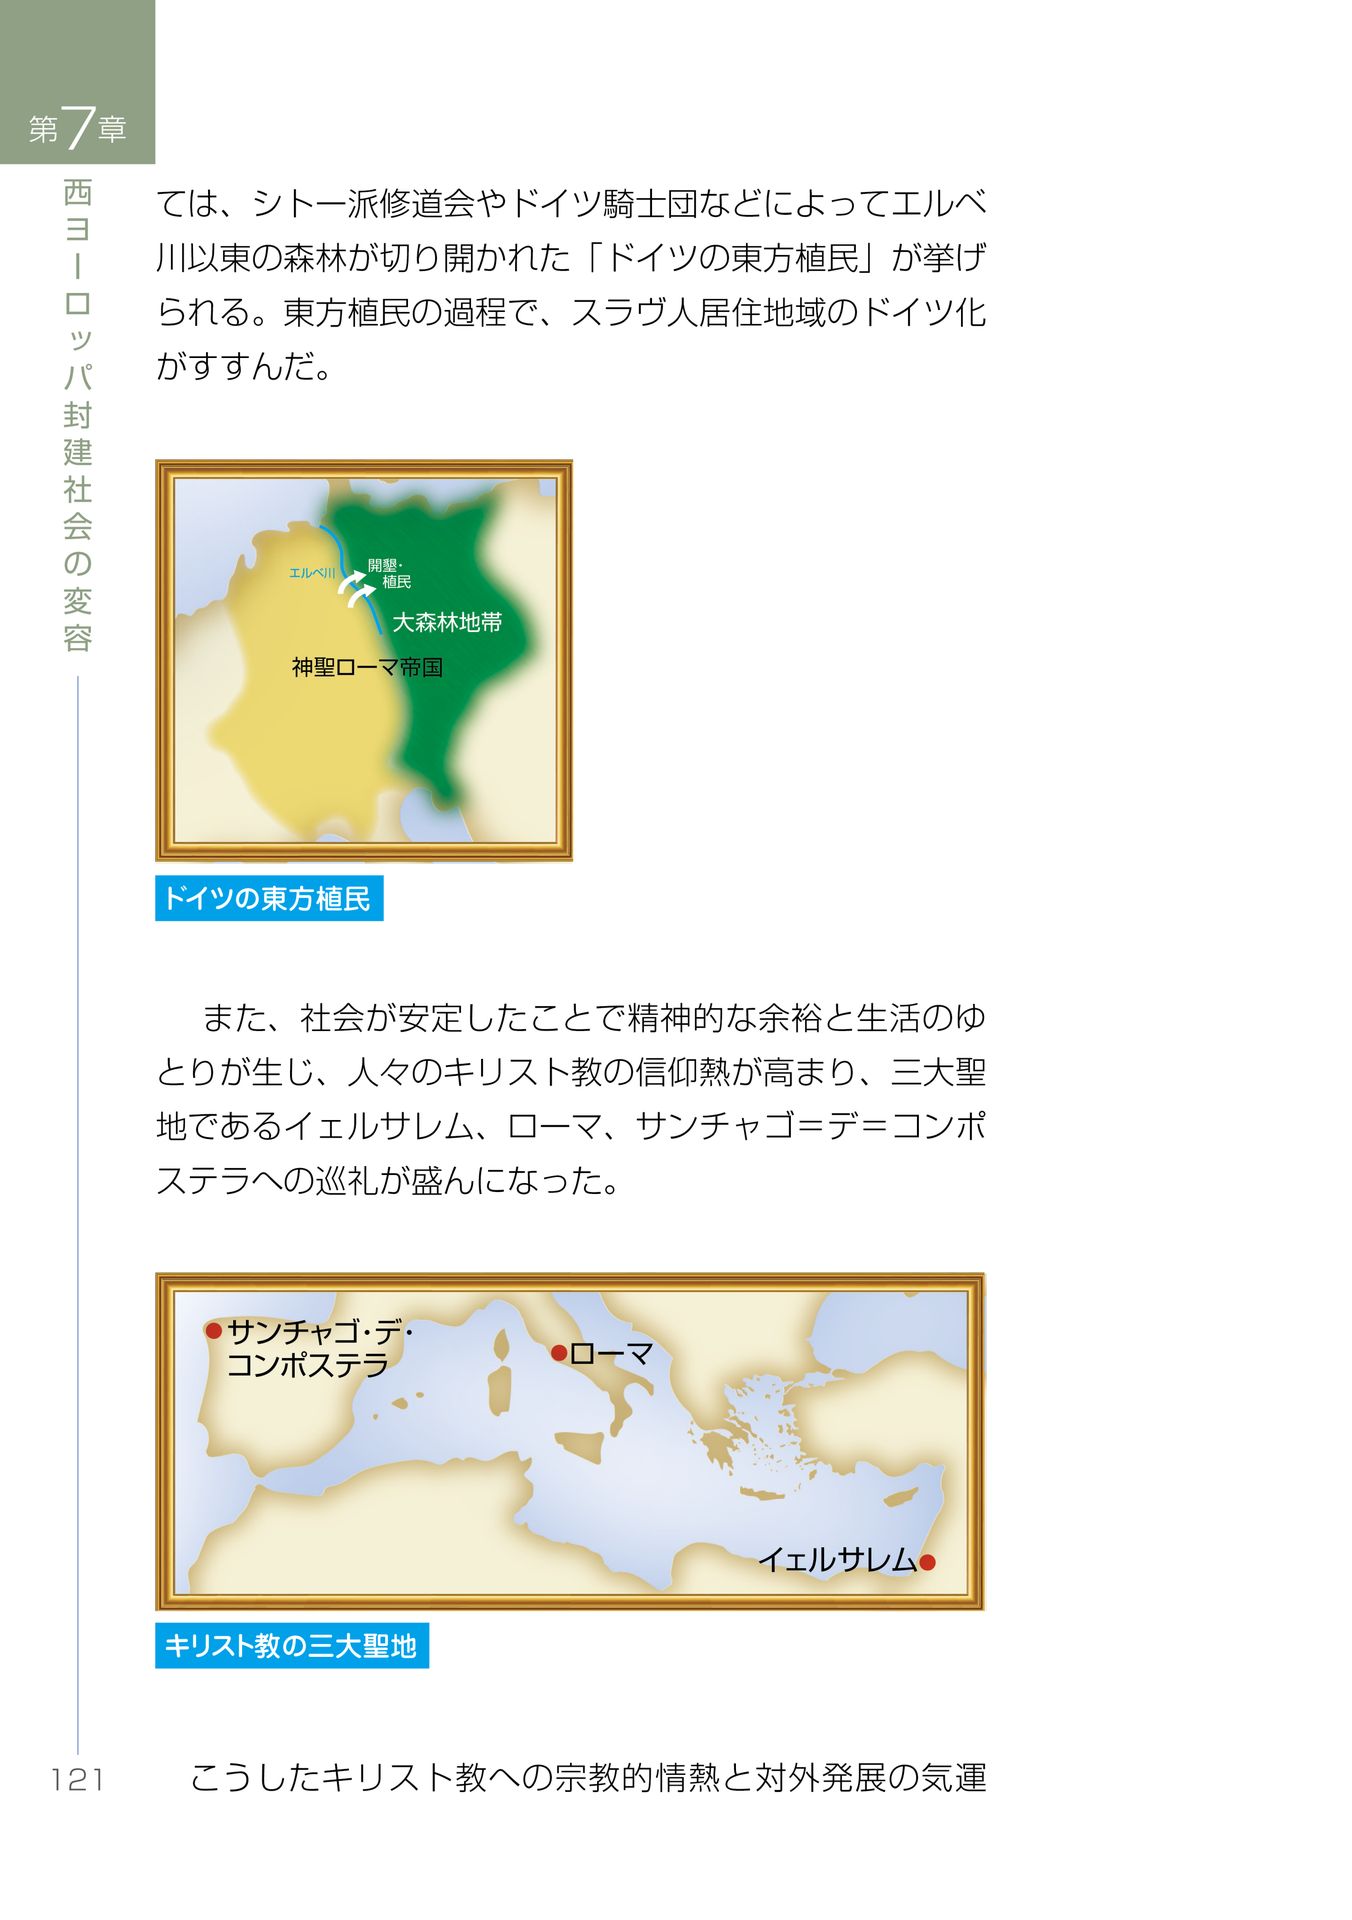 第7章
西ヨーロッパ封建社会の変容
ては、シトー派修道会やドイツ騎士団などによってエルベ
川以東の森林が切り開かれた「ドイツの東方植民」が挙げ
られる。東方植民の過程で、スラヴ人居住地域のドイツ化
がすすんだ。
エルベ川
開墾・
植民
大森林地帯
神聖ローマ帝国
ドイツの東方植民
また、社会が安定したことで精神的な余裕と生活のゆ
とりが生じ、人々のキリスト教の信仰熱が高まり、三大聖
地であるイェルサレム、ローマ、サンチャゴ＝デ＝コンポ
ステラへの巡礼が盛んになった。
サンチャゴ・デ・
コンポステラ
ローマ
イェルサレム
キリスト教の三大聖地
こうしたキリスト教への宗教的情熱と対外発展の気運
121